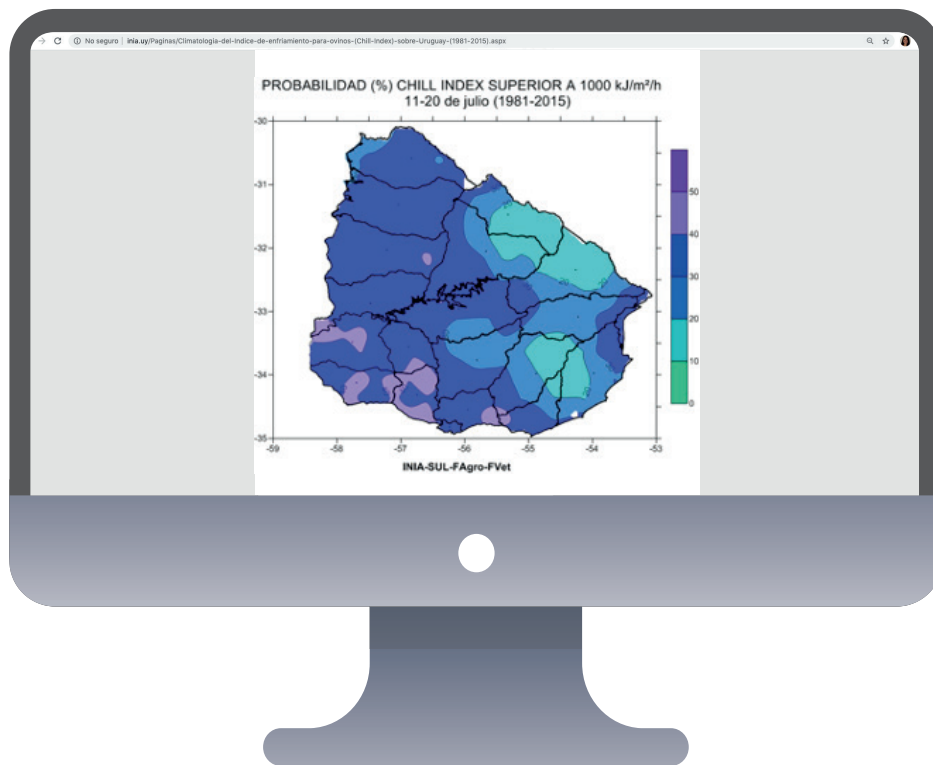 No seguro | inia.uy/Paginas/Climatologia-del-indice-de-enfriamiento-para-ovinos-(Chill-index)-sobre-Uruguay-(1981-2015).aspx
PROBABILIDAD (%) CHILL INDEX SUPERIOR A 1000 kJ/m²/h
11-20 de julio (1981-2015)
-30
-31
-32
-33
-34
-35
-59 -58 -57 -56 -55 -54 -53
50
40
30
20
10
0
INIA-SUL-FAgro-FVet